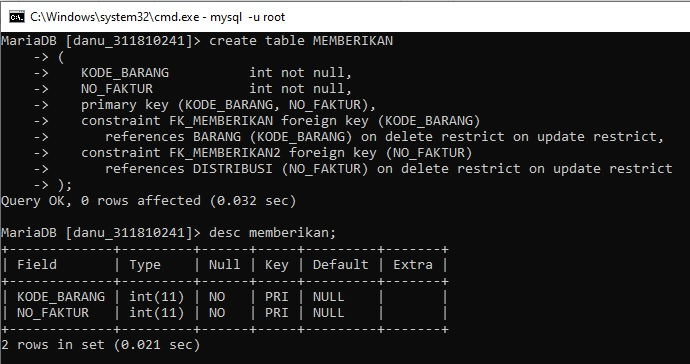 C:\Windows\system32\cmd.exe - mysql  -u root
MariaDB [danu_311810241]> create table MEMBERIKAN
    -> (
    ->    KODE_BARANG          int not null,
    ->    NO_FAKTUR            int not null,
    ->    primary key (KODE_BARANG, NO_FAKTUR),
    ->    constraint FK_MEMBERIKAN foreign key (KODE_BARANG)
    ->       references BARANG (KODE_BARANG) on delete restrict on update restrict,
    ->    constraint FK_MEMBERIKAN2 foreign key (NO_FAKTUR)
    ->       references DISTRIBUSI (NO_FAKTUR) on delete restrict on update restrict
    -> );
Query OK, 0 rows affected (0.032 sec)
MariaDB [danu_311810241]> desc memberikan;
+-------------+---------+------+-----+---------+-------+
| Field       | Type    | Null | Key | Default | Extra |
+-------------+---------+------+-----+---------+-------+
| KODE_BARANG | int(11) | NO   | PRI | NULL    |       |
| NO_FAKTUR   | int(11) | NO   | PRI | NULL    |       |
+-------------+---------+------+-----+---------+-------+
2 rows in set (0.021 sec)